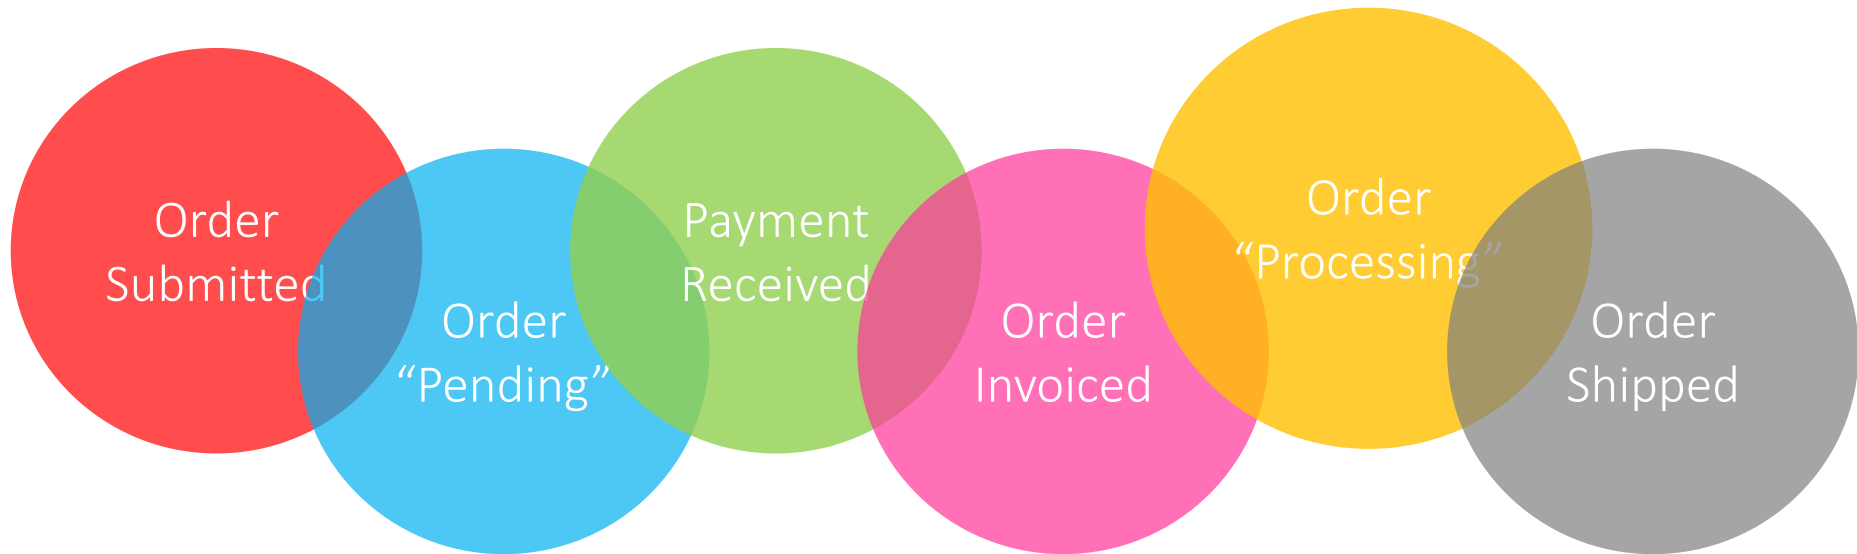 Order
Submitted
Order
“Pending”
Payment
Received
Order
Invoiced
Order
“Processing”
Order
Shipped